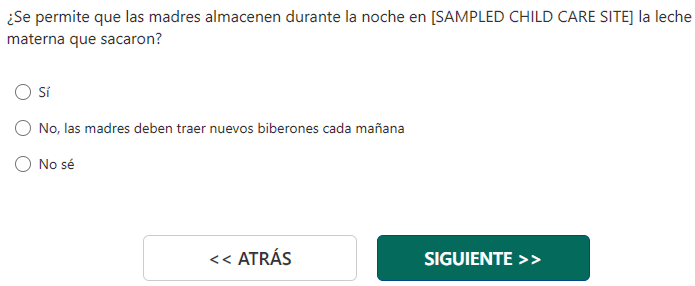 ¿Se permite que las madres almacenen durante la noche en [SAMPLED CHILD CARE SITE] la leche
materna que sacaron?
Sí
No, las madres deben traer nuevos biberones cada mañana
No sé
<< ATRÁS
SIGUIENTE >>